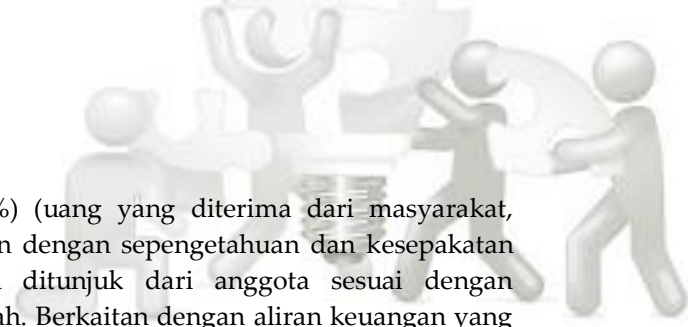 %) (uang yang diterima dari masyarakat,
n dengan sepengetahuan dan kesepakatan
ditunjuk dari anggota sesuai dengan
ah. Berkaitan dengan aliran keuangan yang